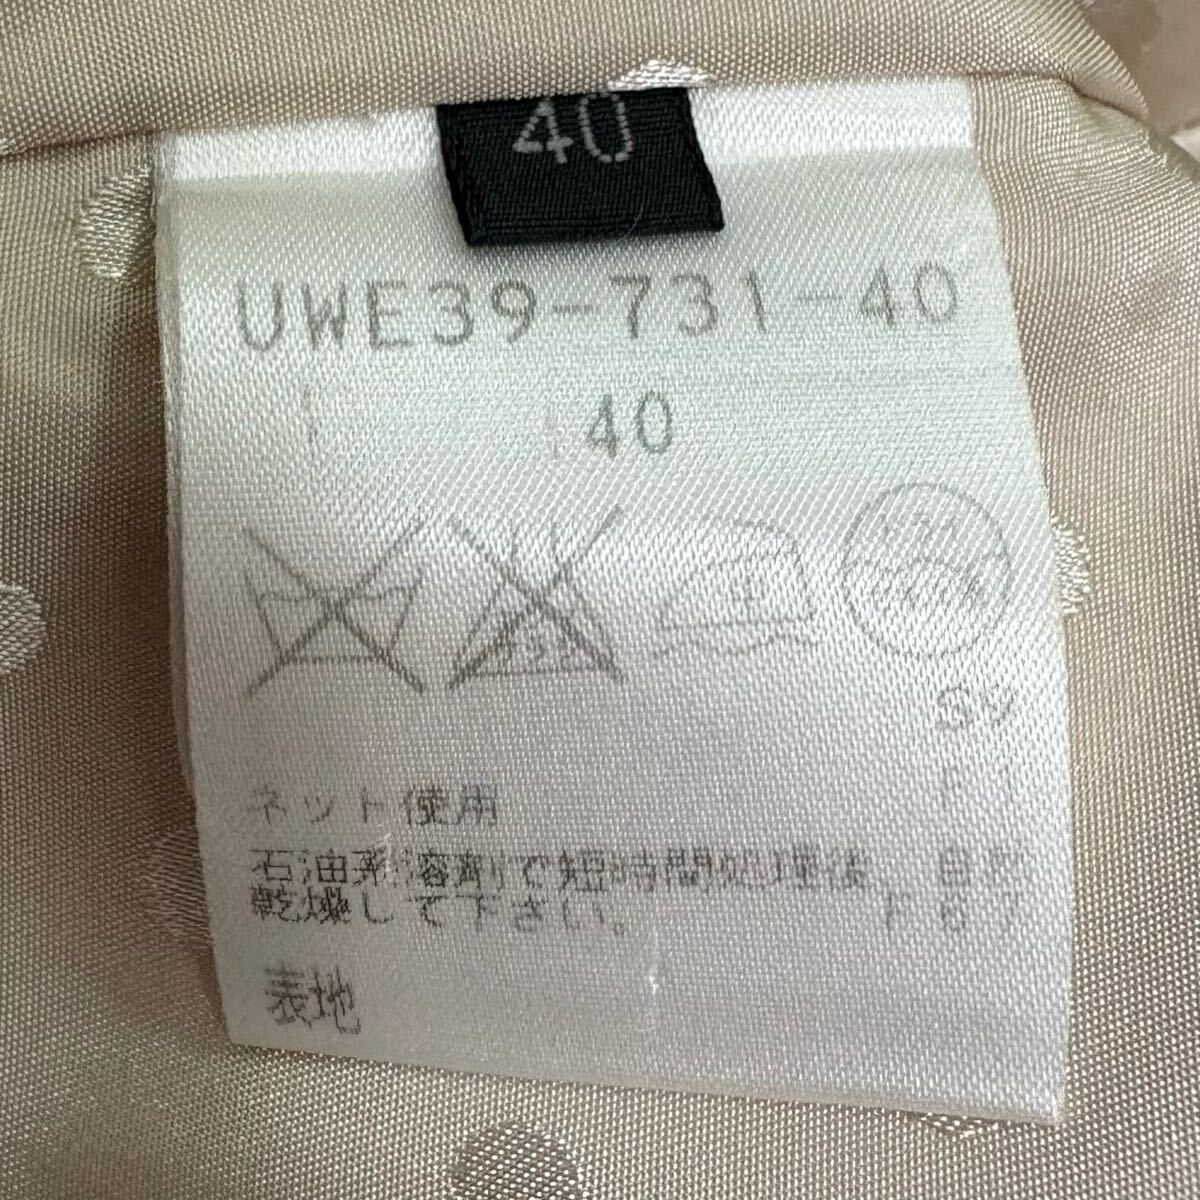 40
UWE39-731-40
40
ネット使用
石油系溶剤で短時間処理後 自然
乾燥して下さい。
表地